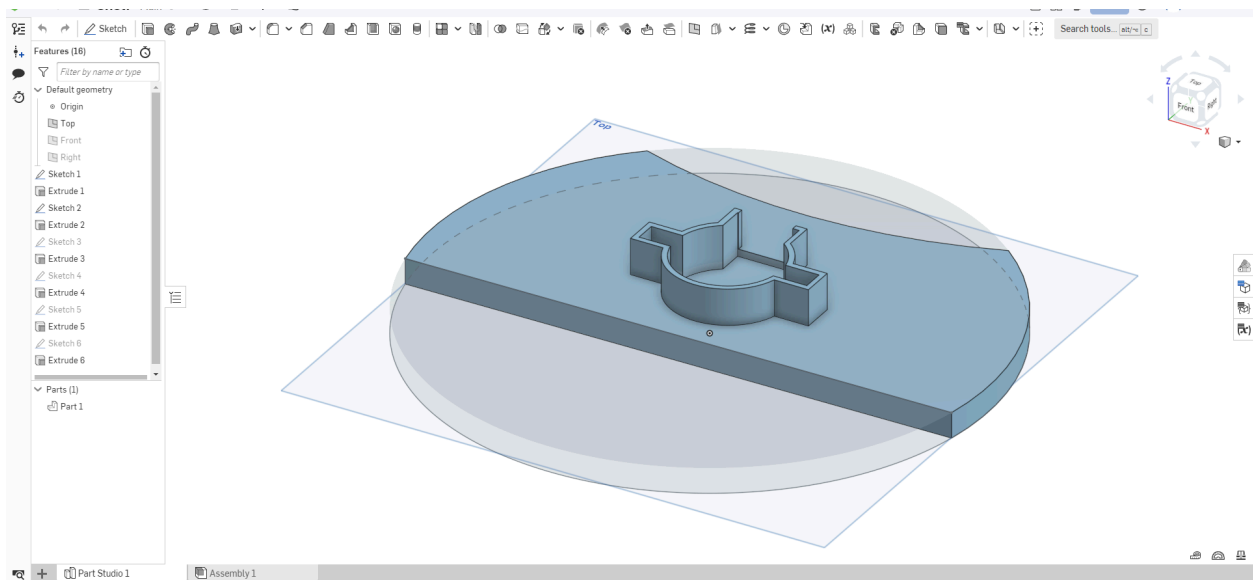 Sketch
Search tools... alt/⌥ c
Features (16)
Filter by name or type
Default geometry
Origin
Top
Front
Right
Sketch 1
Extrude 1
Sketch 2
Extrude 2
Sketch 3
Extrude 3
Sketch 4
Extrude 4
Sketch 5
Extrude 5
Sketch 6
Extrude 6
Parts (1)
Part 1
Top
Z
Top
Front
Right
X
Part Studio 1
Assembly 1